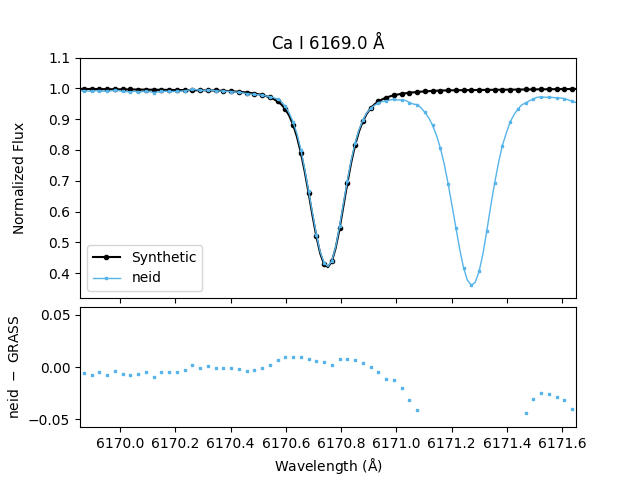 Ca I 6169.0 Å
1.1
1.0
0.9
0.8
0.7
0.6
0.5
0.4
Normalized Flux
Synthetic
neid
0.05
0.00
−0.05
neid − GRASS
6170.0 6170.2 6170.4 6170.6 6170.8 6171.0 6171.2 6171.4 6171.6
Wavelength (Å)